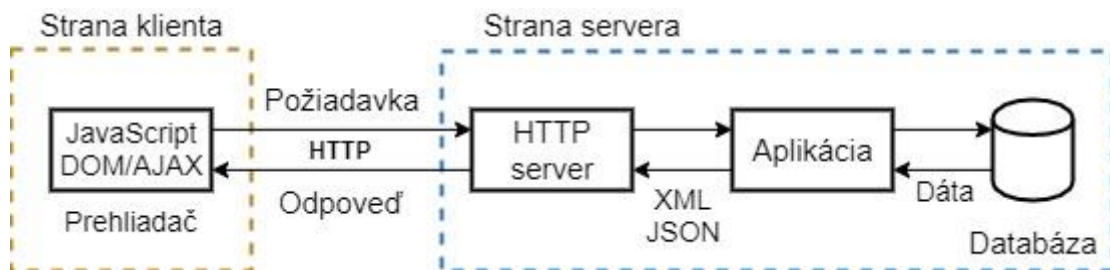 Strana klienta
Strana servera
Požiadavka
JavaScript
DOM/AJAX
HTTP
HTTP
server
Aplikácia
Odpoveď
XML
JSON
Dáta
Prehliadač
Databáza